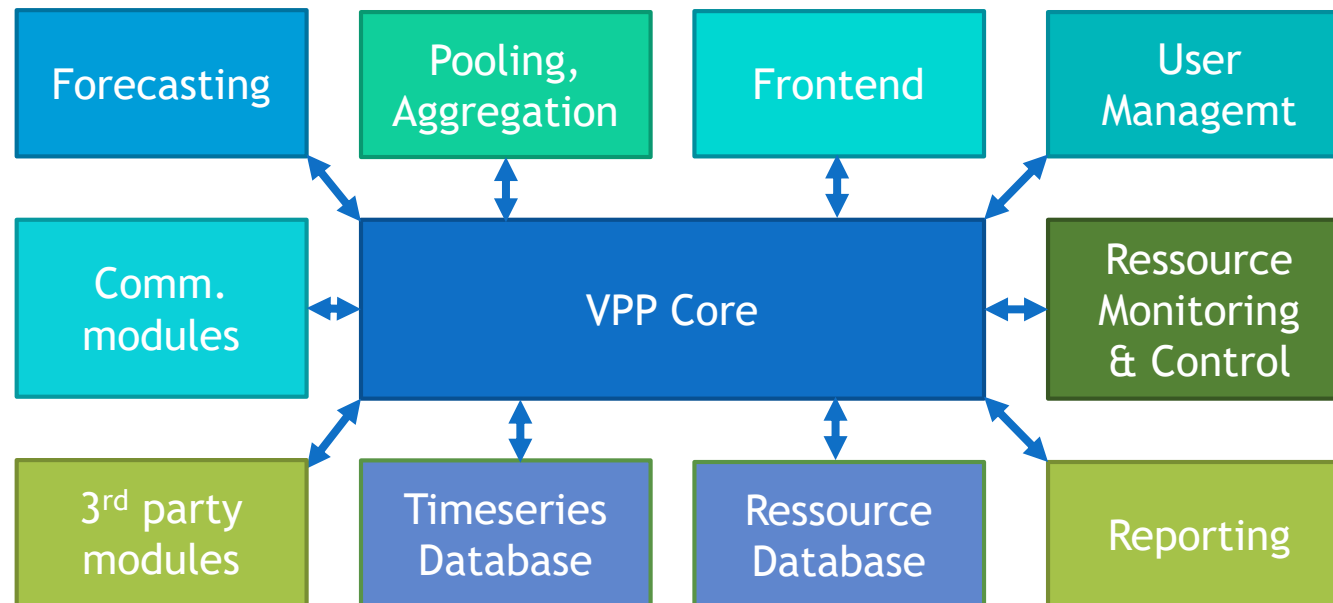 Forecasting
Pooling,
Aggregation
Frontend
User
Managemt
Comm.
modules
VPP Core
Ressource
Monitoring
& Control
3rd party
modules
Timeseries
Database
Ressource
Database
Reporting